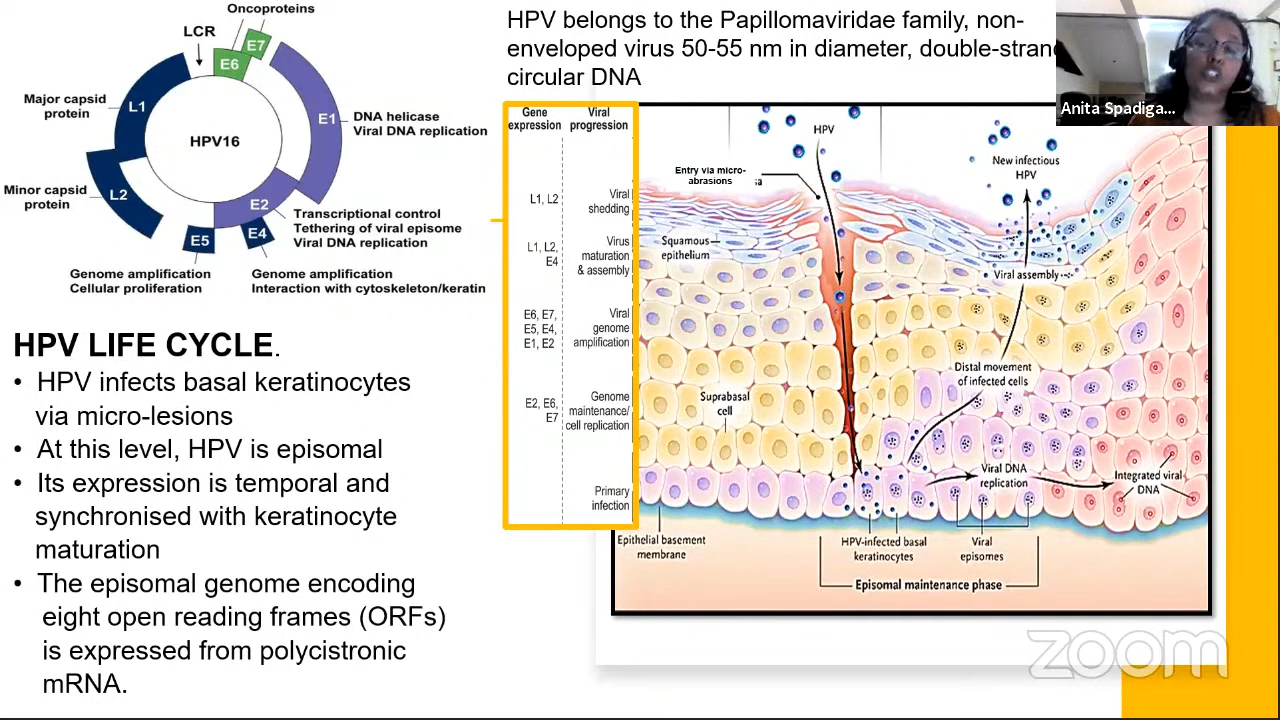 Oncoproteins
LCR
E7
E6
Major capsid
protein
L1
E1
DNA helicase
Viral DNA replication
HPV16
Minor capsid
protein
L2
E2
Transcriptional control
Tethering of viral episome
Viral DNA replication
E5
E4
Genome amplification
Cellular proliferation
Genome amplification
Interaction with cytoskeleton/keratin
HPV LIFE CYCLE.
• HPV infects basal keratinocytes
via micro-lesions
• At this level, HPV is episomal
• Its expression is temporal and
synchronised with keratinocyte
maturation
• The episomal genome encoding
eight open reading frames (ORFs)
is expressed from polycistronic
mRNA.
HPV belongs to the Papillomaviridae family, non-
enveloped virus 50-55 nm in diameter, double-strand
circular DNA
Anita Spadiga...
Gene
expression
Viral
progression
L1, L2
Viral
shedding
L1, L2,
E4
Virus
maturation
& assembly
E6, E7,
E5, E4,
E1, E2
Viral
genome
amplification
E2, E6,
E7
Genome
maintenance/
cell replication
Primary
infection
HPV
Entry via micro-
abrasions
New infectious
HPV
Squamous
epithelium
Viral assembly
Distal movement
of infected cells
Suprabasal
cell
Viral DNA
replication
Integrated viral
DNA
Epithelial basement
membrane
HPV-infected basal
keratinocytes
Viral
episomes
Episomal maintenance phase
zoom